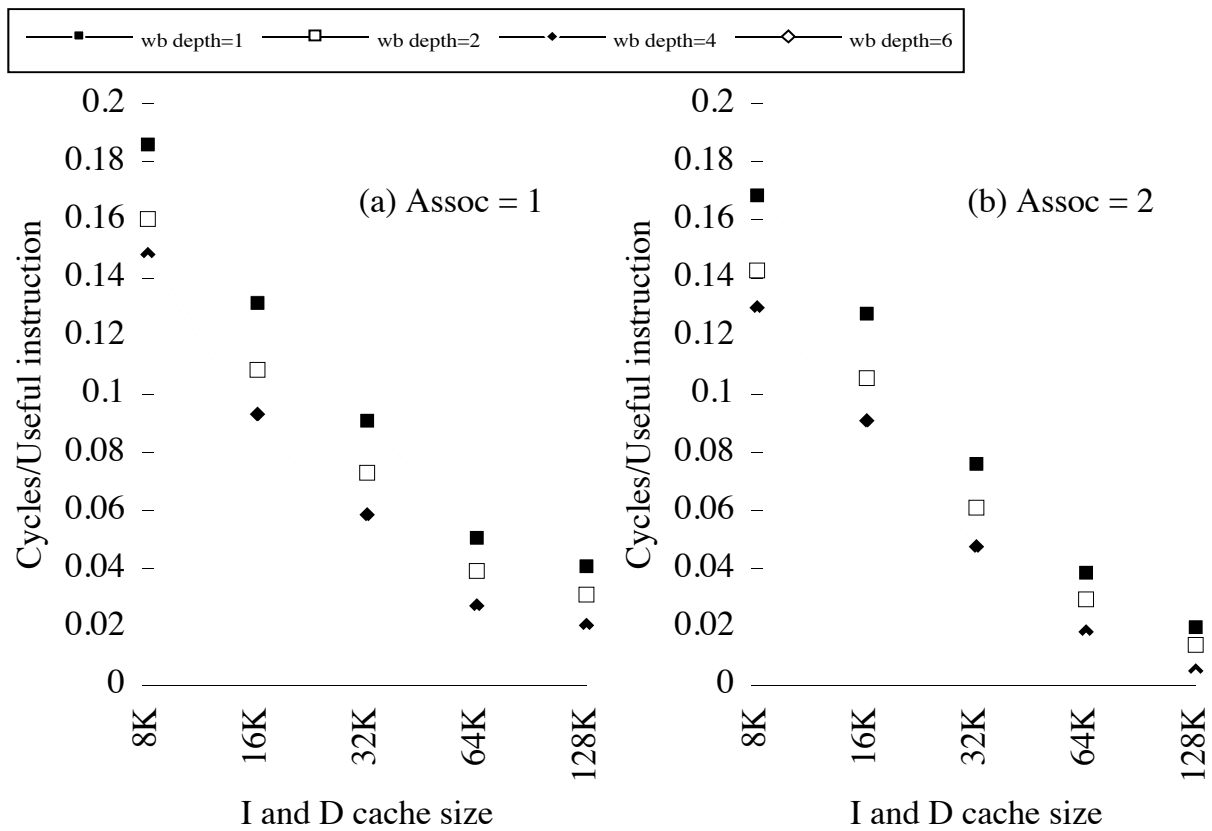 wb depth=1 wb depth=2 wb depth=4 wb depth=6
(a) Assoc = 1
Cycles/Useful instruction
0.2
0.18
0.16
0.14
0.12
0.1
0.08
0.06
0.04
0.02
0
8K
16K
32K
64K
128K
I and D cache size
(b) Assoc = 2
Cycles/Useful instruction
0.2
0.18
0.16
0.14
0.12
0.1
0.08
0.06
0.04
0.02
0
8K
16K
32K
64K
128K
I and D cache size